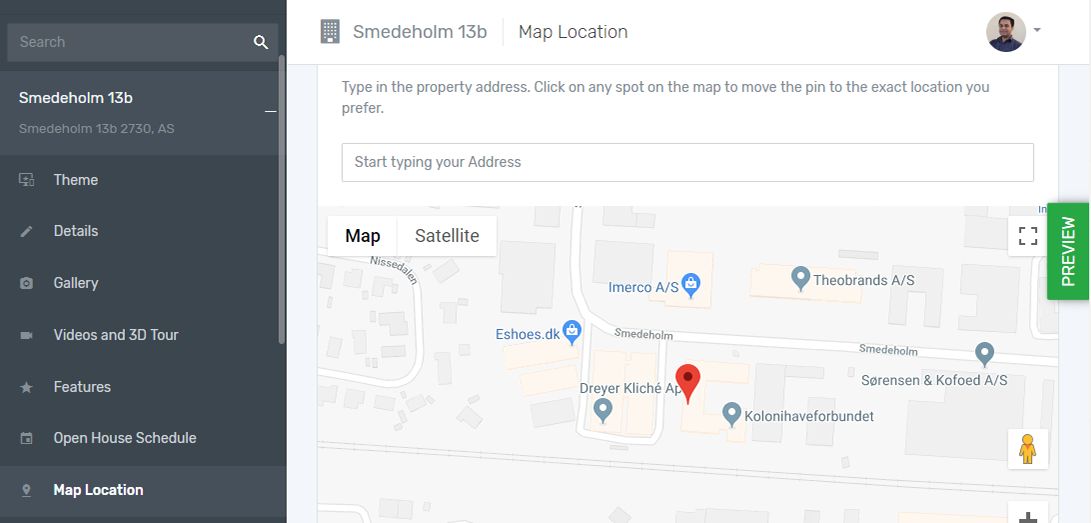 Search
Smedeholm 13b
Smedeholm 13b 2730, AS
Theme
Details
Gallery
Videos and 3D Tour
Features
Open House Schedule
Map Location
Smedeholm 13b
Map Location
Type in the property address. Click on any spot on the map to move the pin to the exact location you
prefer.
Start typing your Address
Map
Satellite
PREVIEW
Nissedalen
Imerco A/S
Theobrands A/S
Eshoes.dk
Smedeholm
Smedeholm
Sørensen & Kofoed A/S
Dreyer Kliché Ap
Kolonihaveforbundet